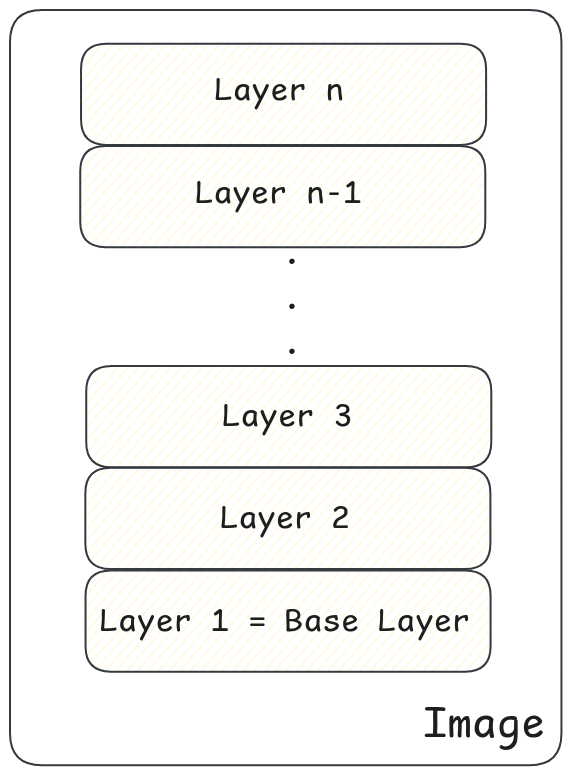 Layer n
Layer n-1
.
.
.
Layer 3
Layer 2
Layer 1 = Base Layer
Image